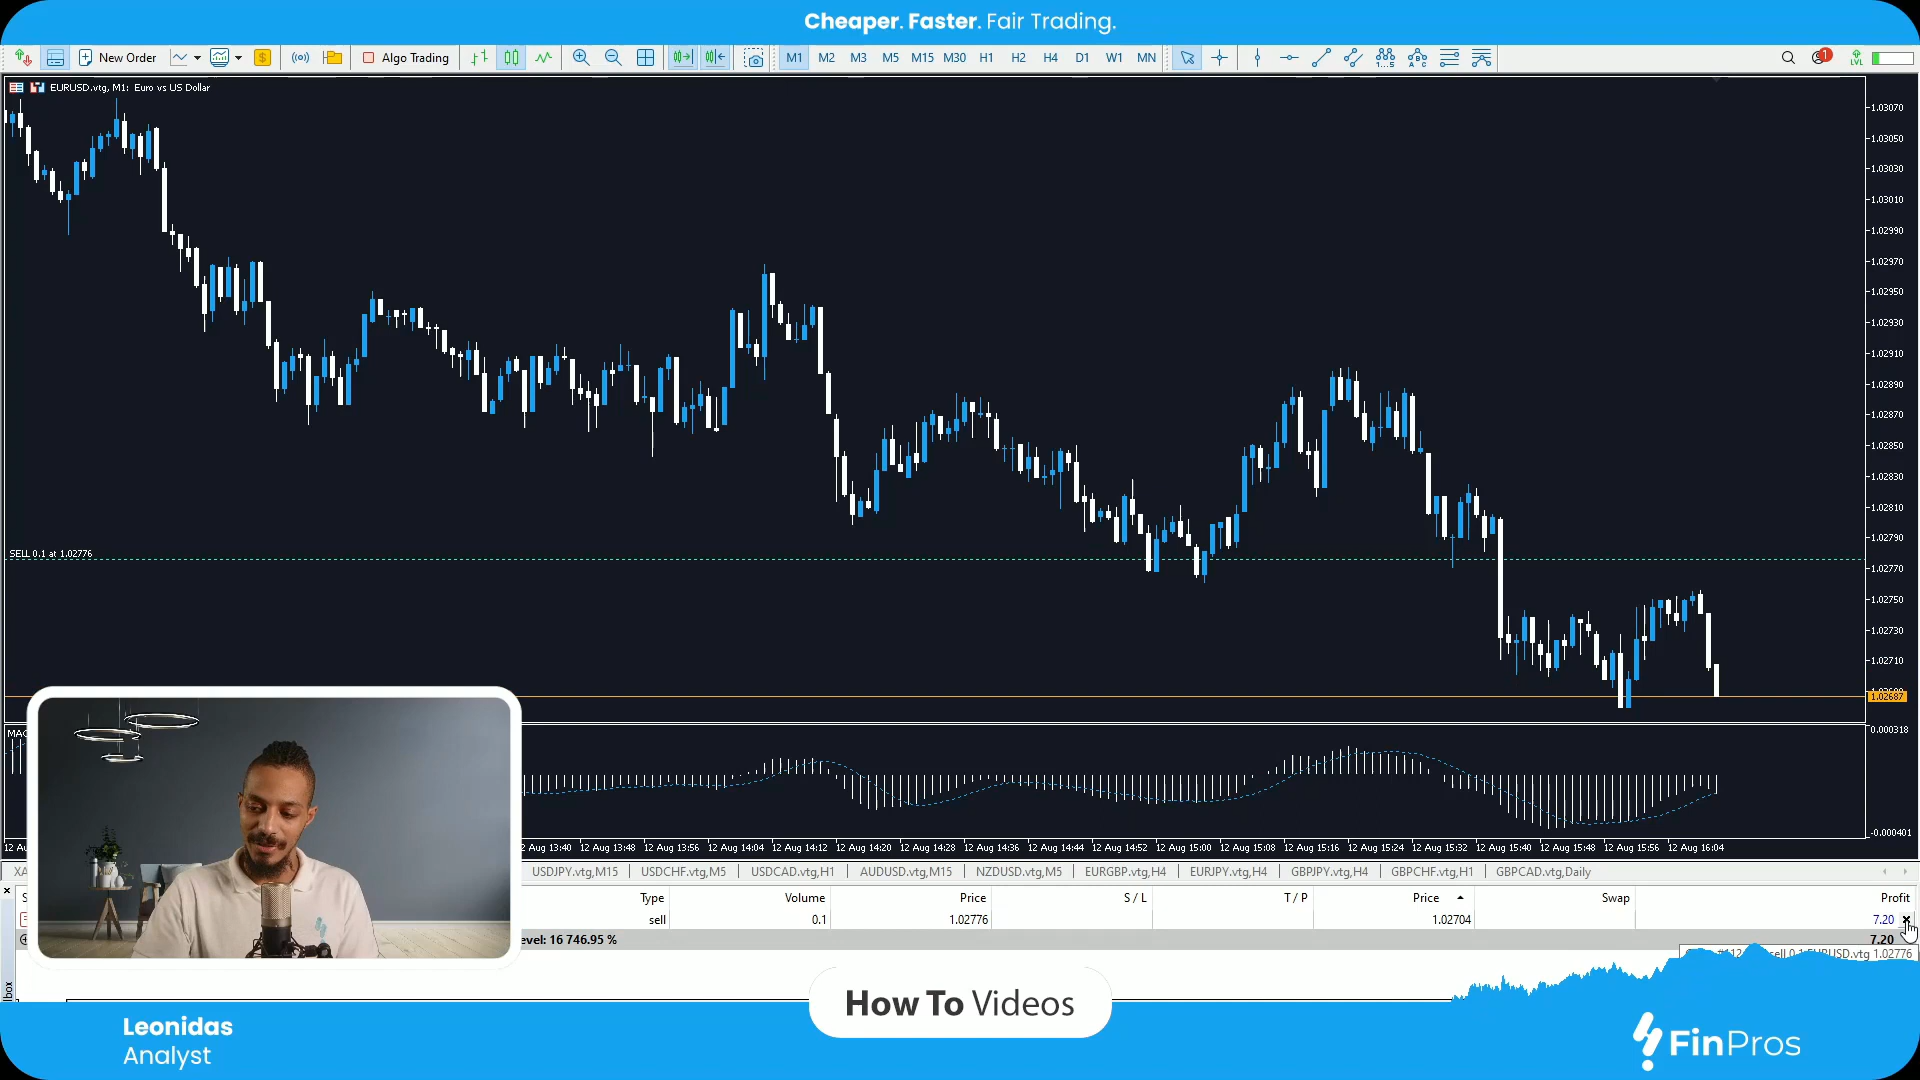 Cheaper. Faster. Fair Trading.
New Order
Algo Trading
M1 M2 M3 M5 M15 M30 H1 H2 H4 D1 W1 MN
1
LVL
EURUSD.vtg, M1: Euro vs US Dollar
1.03070
1.03050
1.03030
1.03010
1.02990
1.02970
1.02950
1.02930
1.02910
1.02890
1.02870
1.02850
1.02830
1.02810
1.02790
SELL 0.1 at 1.02776
1.02770
1.02750
1.02730
1.02710
1.02687
0.000318
-0.000401
12 Aug 13:48 12 Aug 13:56 12 Aug 14:04 12 Aug 14:12 12 Aug 14:20 12 Aug 14:28 12 Aug 14:36 12 Aug 14:44 12 Aug 14:52 12 Aug 15:00 12 Aug 15:08 12 Aug 15:16 12 Aug 15:24 12 Aug 15:32 12 Aug 15:40 12 Aug 15:48 12 Aug 15:56 12 Aug 16:04
USDJPY.vtg,M15 USDCHF.vtg,M5 USDCAD.vtg,H1 AUDUSD.vtg,M15 NZDUSD.vtg,M5 EURGBP.vtg,H4 EURJPY.vtg,H4 GBPJPY.vtg,H4 GBPCHF.vtg,H1 GBPCAD.vtg,Daily
Type Volume Price S / L T / P Price Swap Profit
sell 0.1 1.02776 1.02704 7.20
evel: 16 746.95 % 7.20
How To Videos
Leonidas
Analyst
FinPros